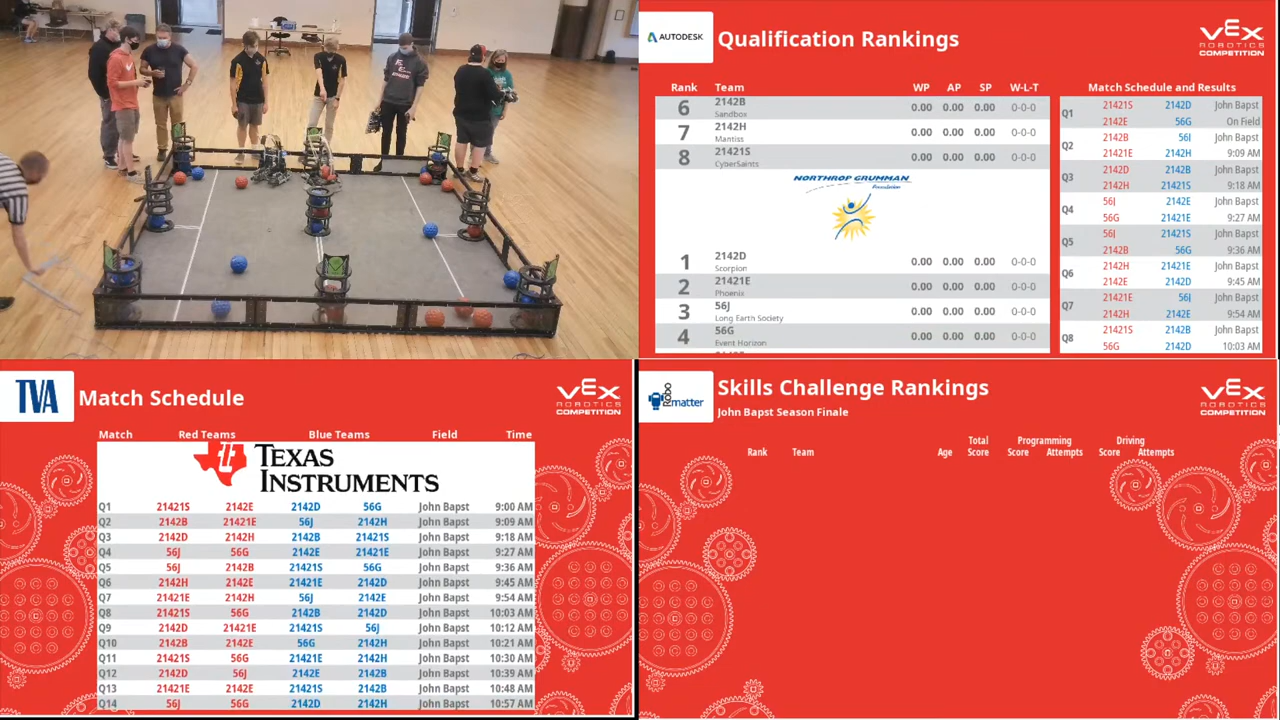 AUTODESK
Qualification Rankings
VEX
ROBOTICS
COMPETITION
Rank Team WP AP SP W-L-T
6 2142B 0.00 0.00 0.00 0-0-0
Sandbox
7 2142H 0.00 0.00 0.00 0-0-0
Mantiss
8 21421S 0.00 0.00 0.00 0-0-0
CyberSaints
NORTHROP GRUMMAN
Foundation
1 2142D 0.00 0.00 0.00 0-0-0
Scorpion
2 21421E 0.00 0.00 0.00 0-0-0
Phoenix
3 56J 0.00 0.00 0.00 0-0-0
Long Earth Society
4 56G 0.00 0.00 0.00 0-0-0
Event Horizon
Match Schedule and Results
Q1 21421S 2142D John Bapst
2142E 56G On Field
Q2 2142B 56J John Bapst
21421E 2142H 9:09 AM
Q3 2142D 2142B John Bapst
2142H 21421S 9:18 AM
Q4 56J 2142E John Bapst
56G 21421E 9:27 AM
Q5 56J 21421S John Bapst
2142B 56G 9:36 AM
Q6 2142H 21421E John Bapst
2142E 2142D 9:45 AM
Q7 21421E 56J John Bapst
2142H 2142E 9:54 AM
Q8 21421S 2142B John Bapst
56G 2142D 10:03 AM
TVA
Match Schedule
VEX
ROBOTICS
COMPETITION
Match Red Teams Blue Teams Field Time
TEXAS
INSTRUMENTS
Q1 21421S 2142E 2142D 56G John Bapst 9:00 AM
Q2 2142B 21421E 56J 2142H John Bapst 9:09 AM
Q3 2142D 2142H 2142B 21421S John Bapst 9:18 AM
Q4 56J 56G 2142E 21421E John Bapst 9:27 AM
Q5 56J 2142B 21421S 56G John Bapst 9:36 AM
Q6 2142H 2142E 21421E 2142D John Bapst 9:45 AM
Q7 21421E 2142H 56J 2142E John Bapst 9:54 AM
Q8 21421S 56G 2142B 2142D John Bapst 10:03 AM
Q9 2142D 21421E 21421S 56J John Bapst 10:12 AM
Q10 2142B 2142E 56G 2142H John Bapst 10:21 AM
Q11 21421S 56G 21421E 2142H John Bapst 10:30 AM
Q12 2142D 56J 2142E 2142B John Bapst 10:39 AM
Q13 21421E 2142E 21421S 2142B John Bapst 10:48 AM
Q14 56J 56G 2142D 2142H John Bapst 10:57 AM
ROBO
matter
Skills Challenge Rankings
John Bapst Season Finale
VEX
ROBOTICS
COMPETITION
Total Programming Driving
Rank Team Age Score Score Attempts Score Attempts